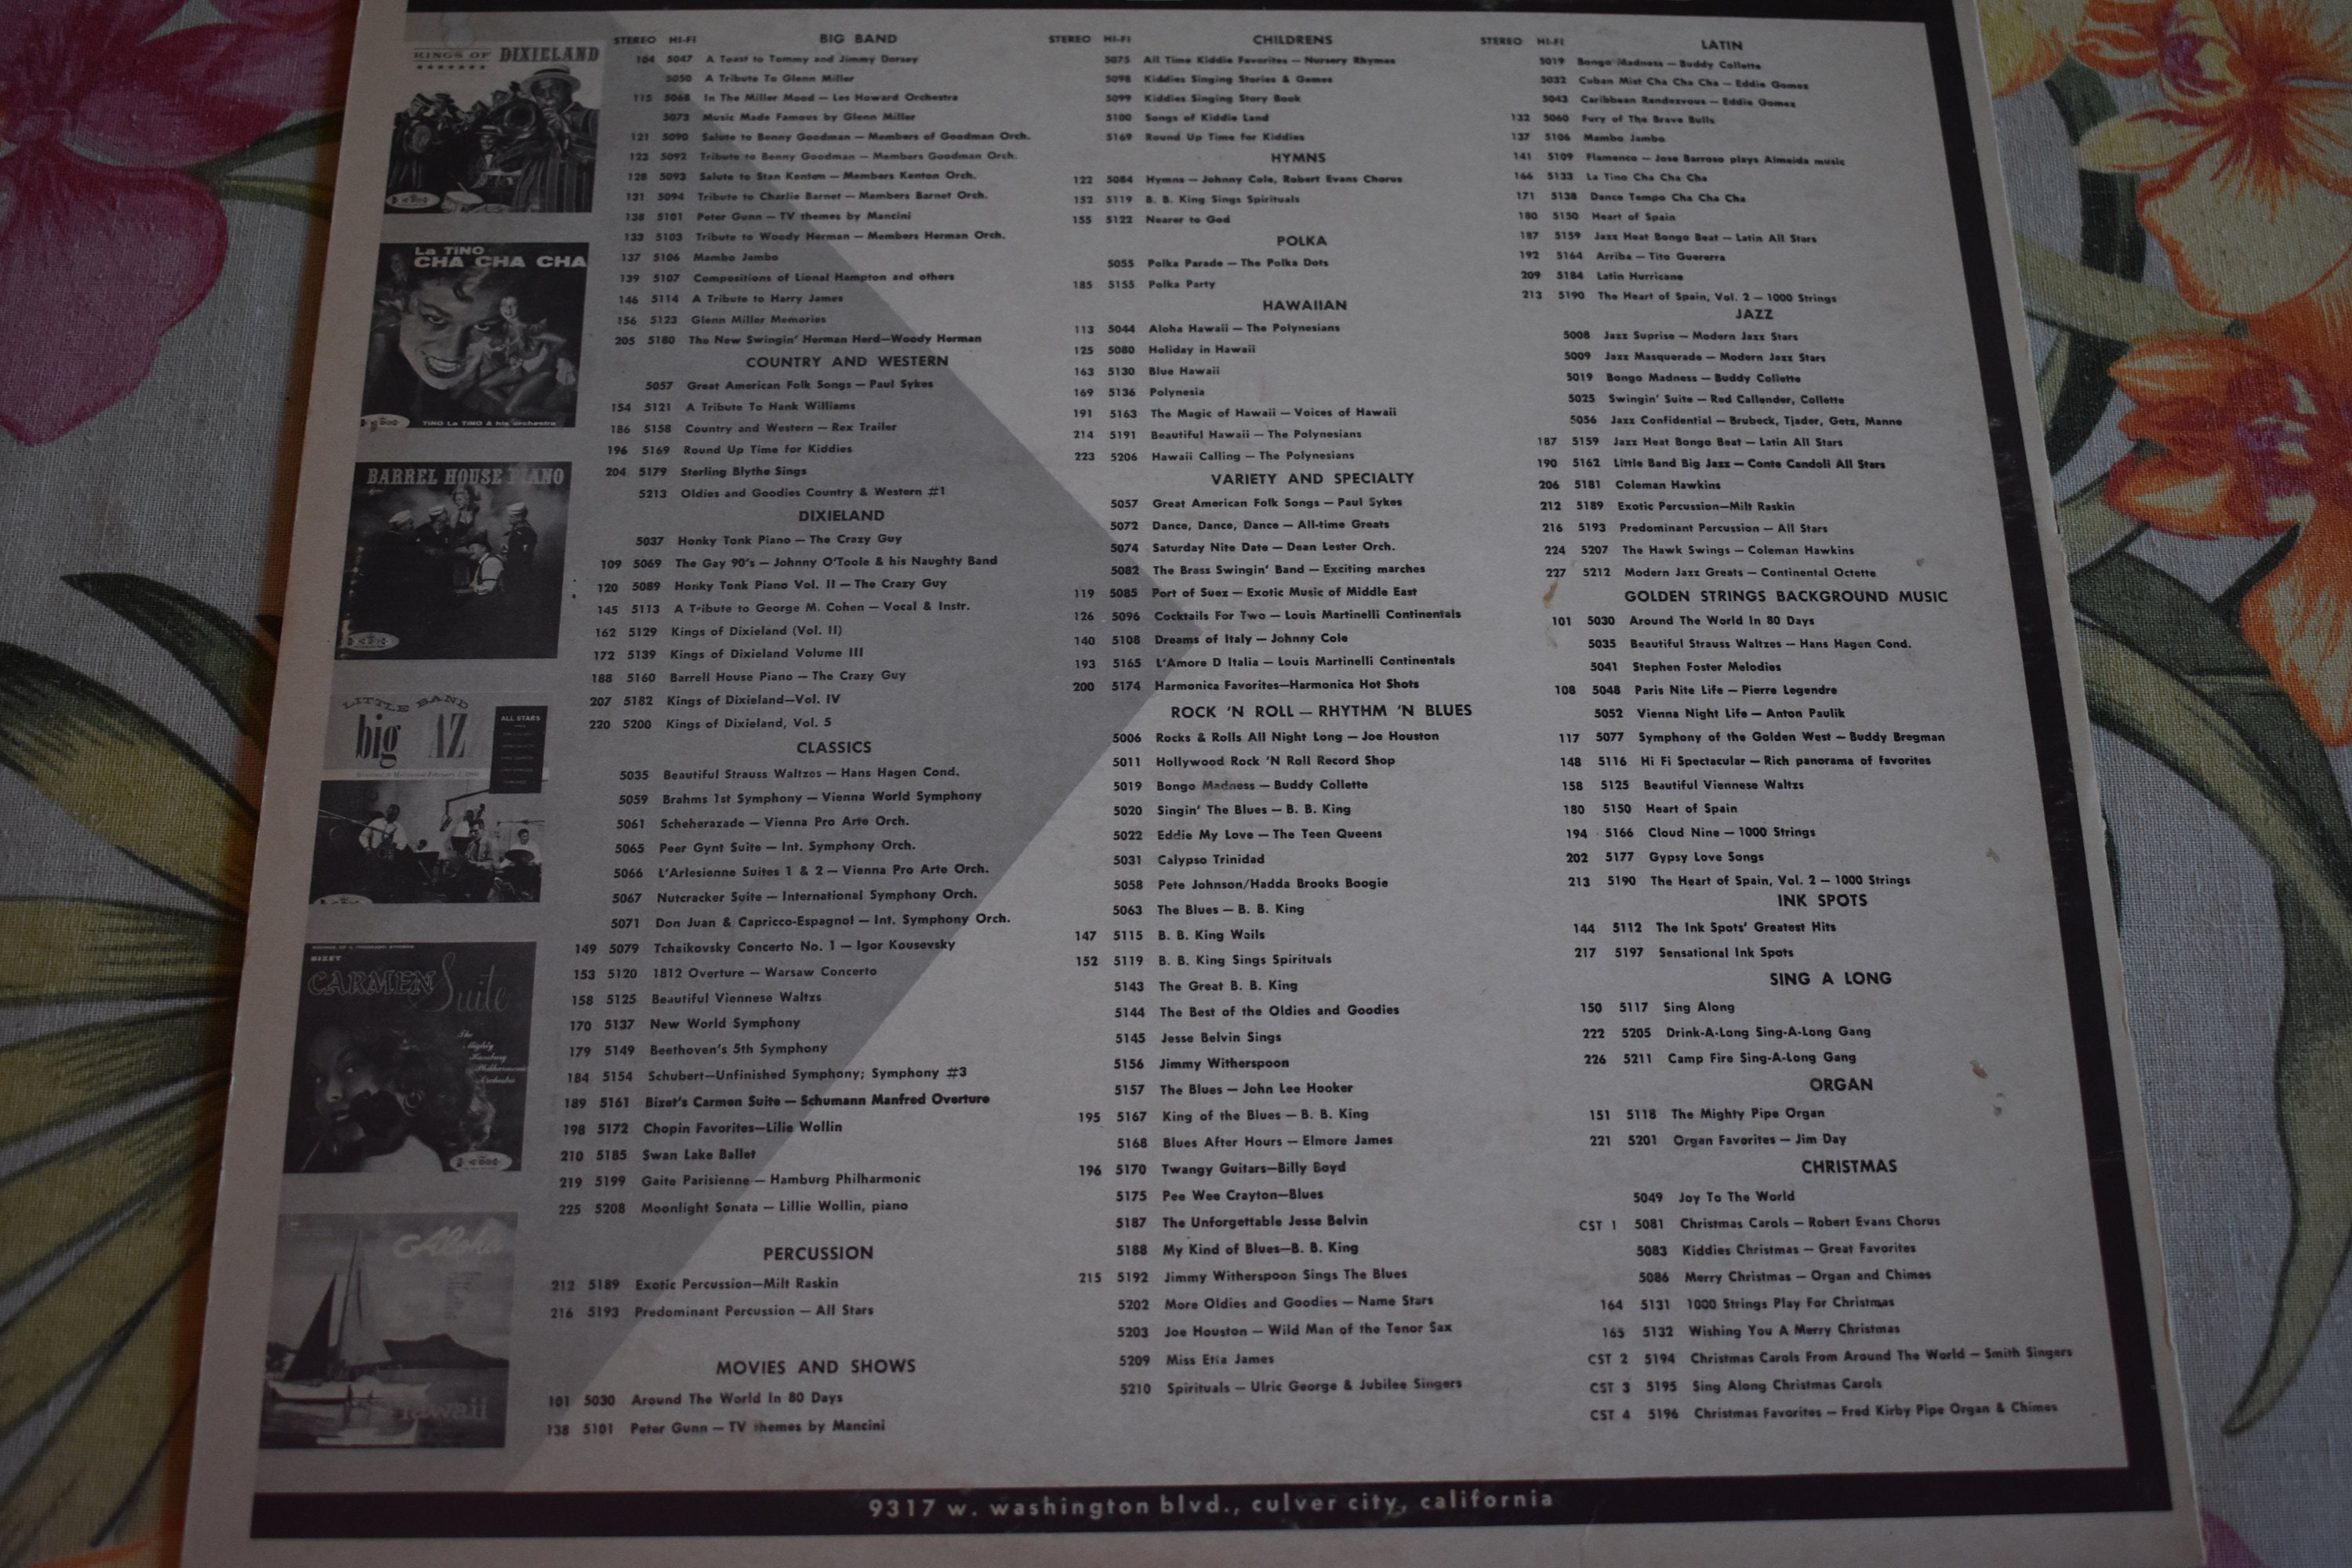 KINGS OF DIXIELAND
La TINO
CHA CHA CHA
TINO La TINO & his orchestra
BARREL HOUSE PIANO
LITTLE BAND
big AZ
ALL STARS
BIZET
CARMEN Suite
The
Mighty
Hamburg
Philharmonic
Orchestra
Aloha
Hawaii
STEREO HI-FI BIG BAND
104 5047 A Toast to Tommy and Jimmy Dorsey
5050 A Tribute To Glenn Miller
115 5068 In The Miller Mood — Les Howard Orchestra
5073 Music Made Famous by Glenn Miller
121 5090 Salute to Benny Goodman — Members of Goodman Orch.
123 5092 Tribute to Benny Goodman — Members Goodman Orch.
128 5093 Salute to Stan Kenton — Members Kenton Orch.
131 5094 Tribute to Charlie Barnet — Members Barnet Orch.
138 5101 Peter Gunn — TV themes by Mancini
133 5103 Tribute to Woody Herman — Members Herman Orch.
137 5106 Mambo Jambo
139 5107 Compositions of Lional Hampton and others
146 5114 A Tribute to Harry James
156 5123 Glenn Miller Memories
205 5180 The New Swingin' Herman Herd—Woody Herman
COUNTRY AND WESTERN
5057 Great American Folk Songs — Paul Sykes
154 5121 A Tribute To Hank Williams
186 5158 Country and Western — Rex Trailer
196 5169 Round Up Time for Kiddies
204 5179 Sterling Blythe Sings
5213 Oldies and Goodies Country & Western #1
DIXIELAND
5037 Honky Tonk Piano — The Crazy Guy
109 5069 The Gay 90's — Johnny O'Toole & his Naughty Band
120 5089 Honky Tonk Piano Vol. II — The Crazy Guy
145 5113 A Tribute to George M. Cohen — Vocal & Instr.
162 5129 Kings of Dixieland (Vol. II)
172 5139 Kings of Dixieland Volume III
188 5160 Barrell House Piano — The Crazy Guy
207 5182 Kings of Dixieland—Vol. IV
220 5200 Kings of Dixieland, Vol. 5
CLASSICS
5035 Beautiful Strauss Waltzes — Hans Hagen Cond.
5059 Brahms 1st Symphony — Vienna World Symphony
5061 Scheherazade — Vienna Pro Arte Orch.
5065 Peer Gynt Suite — Int. Symphony Orch.
5066 L'Arlesienne Suites 1 & 2 — Vienna Pro Arte Orch.
5067 Nutcracker Suite — International Symphony Orch.
5071 Don Juan & Capricco-Espagnol — Int. Symphony Orch.
149 5079 Tchaikovsky Concerto No. 1 — Igor Kousevsky
153 5120 1812 Overture — Warsaw Concerto
158 5125 Beautiful Viennese Waltzs
170 5137 New World Symphony
179 5149 Beethoven's 5th Symphony
184 5154 Schubert—Unfinished Symphony; Symphony #3
189 5161 Bizet's Carmen Suite — Schumann Manfred Overture
198 5172 Chopin Favorites—Lilie Wollin
210 5185 Swan Lake Ballet
219 5199 Gaite Parisienne — Hamburg Philharmonic
225 5208 Moonlight Sonata — Lillie Wollin, piano
PERCUSSION
212 5189 Exotic Percussion—Milt Raskin
216 5193 Predominant Percussion — All Stars
MOVIES AND SHOWS
101 5030 Around The World In 80 Days
138 5101 Peter Gunn — TV themes by Mancini
STEREO HI-FI CHILDRENS
5075 All Time Kiddie Favorites — Nursery Rhymes
5098 Kiddies Singing Stories & Games
5099 Kiddies Singing Story Book
5100 Songs of Kiddie Land
5169 Round Up Time for Kiddies
HYMNS
122 5084 Hymns — Johnny Cole, Robert Evans Chorus
152 5119 B. B. King Sings Spirituals
155 5122 Nearer to God
POLKA
5055 Polka Parade — The Polka Dots
185 5155 Polka Party
HAWAIIAN
113 5044 Aloha Hawaii — The Polynesians
125 5080 Holiday in Hawaii
163 5130 Blue Hawaii
169 5136 Polynesia
191 5163 The Magic of Hawaii — Voices of Hawaii
214 5191 Beautiful Hawaii — The Polynesians
223 5206 Hawaii Calling — The Polynesians
VARIETY AND SPECIALTY
5057 Great American Folk Songs — Paul Sykes
5072 Dance, Dance, Dance — All-time Greats
5074 Saturday Nite Date — Dean Lester Orch.
5082 The Brass Swingin' Band — Exciting marches
119 5085 Port of Suez — Exotic Music of Middle East
126 5096 Cocktails For Two — Louis Martinelli Continentals
140 5108 Dreams of Italy — Johnny Cole
193 5165 L'Amore D Italia — Louis Martinelli Continentals
200 5174 Harmonica Favorites—Harmonica Hot Shots
ROCK 'N ROLL — RHYTHM 'N BLUES
5006 Rocks & Rolls All Night Long — Joe Houston
5011 Hollywood Rock 'N Roll Record Shop
5019 Bongo Madness — Buddy Collette
5020 Singin' The Blues — B. B. King
5022 Eddie My Love — The Teen Queens
5031 Calypso Trinidad
5058 Pete Johnson/Hadda Brooks Boogie
5063 The Blues — B. B. King
147 5115 B. B. King Wails
152 5119 B. B. King Sings Spirituals
5143 The Great B. B. King
5144 The Best of the Oldies and Goodies
5145 Jesse Belvin Sings
5156 Jimmy Witherspoon
5157 The Blues — John Lee Hooker
195 5167 King of the Blues — B. B. King
5168 Blues After Hours — Elmore James
196 5170 Twangy Guitars—Billy Boyd
5175 Pee Wee Crayton—Blues
5187 The Unforgettable Jesse Belvin
5188 My Kind of Blues—B. B. King
215 5192 Jimmy Witherspoon Sings The Blues
5202 More Oldies and Goodies — Name Stars
5203 Joe Houston — Wild Man of the Tenor Sax
5209 Miss Etta James
5210 Spirituals — Ulric George & Jubilee Singers
STEREO HI-FI LATIN
5019 Bongo Madness — Buddy Collette
5032 Cuban Mist Cha Cha Cha — Eddie Gomez
5043 Caribbean Rendezvous — Eddie Gomez
132 5060 Fury of The Brave Bulls
137 5106 Mambo Jambo
141 5109 Flamenco — Jose Barroso plays Almeida music
166 5133 La Tino Cha Cha Cha
171 5138 Dance Tempo Cha Cha Cha
180 5150 Heart of Spain
187 5159 Jazz Heat Bongo Beat — Latin All Stars
192 5164 Arriba — Tito Guererra
209 5184 Latin Hurricane
213 5190 The Heart of Spain, Vol. 2 — 1000 Strings
JAZZ
5008 Jazz Suprise — Modern Jazz Stars
5009 Jazz Masquerade — Modern Jazz Stars
5019 Bongo Madness — Buddy Collette
5025 Swingin' Suite — Red Callender, Collette
5056 Jazz Confidential — Brubeck, Tjader, Getz, Manne
187 5159 Jazz Heat Bongo Beat — Latin All Stars
190 5162 Little Band Big Jazz — Conte Candoli All Stars
206 5181 Coleman Hawkins
212 5189 Exotic Percussion—Milt Raskin
216 5193 Predominant Percussion — All Stars
224 5207 The Hawk Swings — Coleman Hawkins
227 5212 Modern Jazz Greats — Continental Octette
GOLDEN STRINGS BACKGROUND MUSIC
101 5030 Around The World In 80 Days
5035 Beautiful Strauss Waltzes — Hans Hagen Cond.
5041 Stephen Foster Melodies
108 5048 Paris Nite Life — Pierre Legendre
5052 Vienna Night Life — Anton Paulik
117 5077 Symphony of the Golden West — Buddy Bregman
148 5116 Hi Fi Spectacular — Rich panorama of favorites
158 5125 Beautiful Viennese Waltzs
180 5150 Heart of Spain
194 5166 Cloud Nine — 1000 Strings
202 5177 Gypsy Love Songs
213 5190 The Heart of Spain, Vol. 2 — 1000 Strings
INK SPOTS
144 5112 The Ink Spots' Greatest Hits
217 5197 Sensational Ink Spots
SING A LONG
150 5117 Sing Along
222 5205 Drink-A-Long Sing-A-Long Gang
226 5211 Camp Fire Sing-A-Long Gang
ORGAN
151 5118 The Mighty Pipe Organ
221 5201 Organ Favorites — Jim Day
CHRISTMAS
5049 Joy To The World
CST 1 5081 Christmas Carols — Robert Evans Chorus
5083 Kiddies Christmas — Great Favorites
5086 Merry Christmas — Organ and Chimes
164 5131 1000 Strings Play For Christmas
165 5132 Wishing You A Merry Christmas
CST 2 5194 Christmas Carols From Around The World — Smith Singers
CST 3 5195 Sing Along Christmas Carols
CST 4 5196 Christmas Favorites — Fred Kirby Pipe Organ & Chimes
9317 w. washington blvd., culver city, california